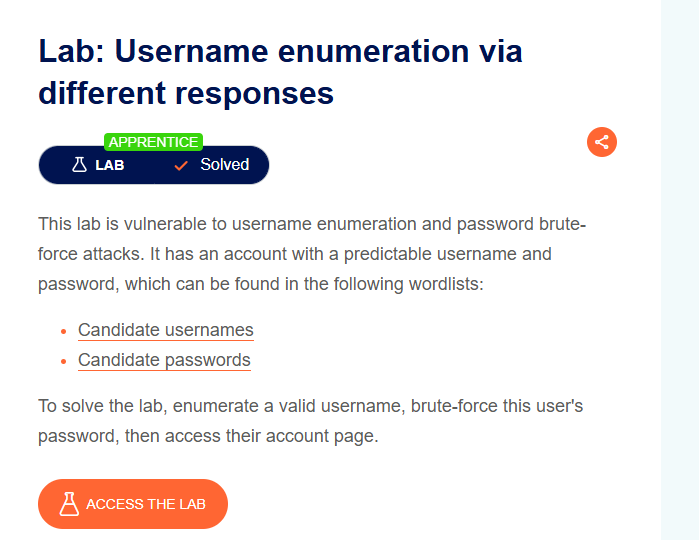 Lab: Username enumeration via
different responses
APPRENTICE
LAB Solved
This lab is vulnerable to username enumeration and password brute-
force attacks. It has an account with a predictable username and
password, which can be found in the following wordlists:
Candidate usernames
Candidate passwords
To solve the lab, enumerate a valid username, brute-force this user's
password, then access their account page.
ACCESS THE LAB